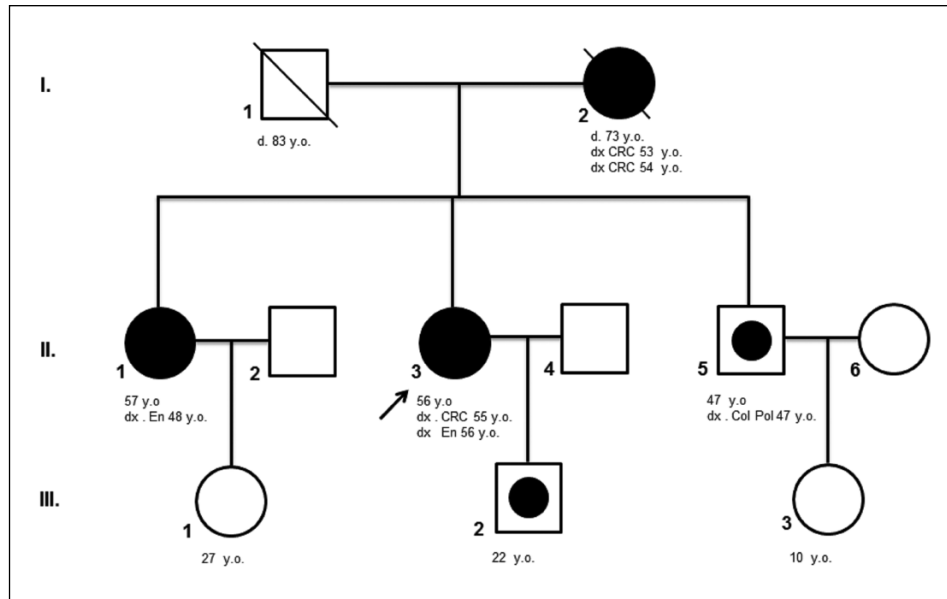 I.
1
2
d. 83 y.o.
d. 73 y.o.
dx CRC 53 y.o.
dx CRC 54 y.o.
II.
1
2
3
4
5
6
57 y.o
dx . En 48 y.o.
56 y.o
dx . CRC 55 y.o.
dx En 56 y.o.
47 y.o
dx . Col Pol 47 y.o.
III.
1
2
3
27 y.o.
22 y.o.
10 y.o.